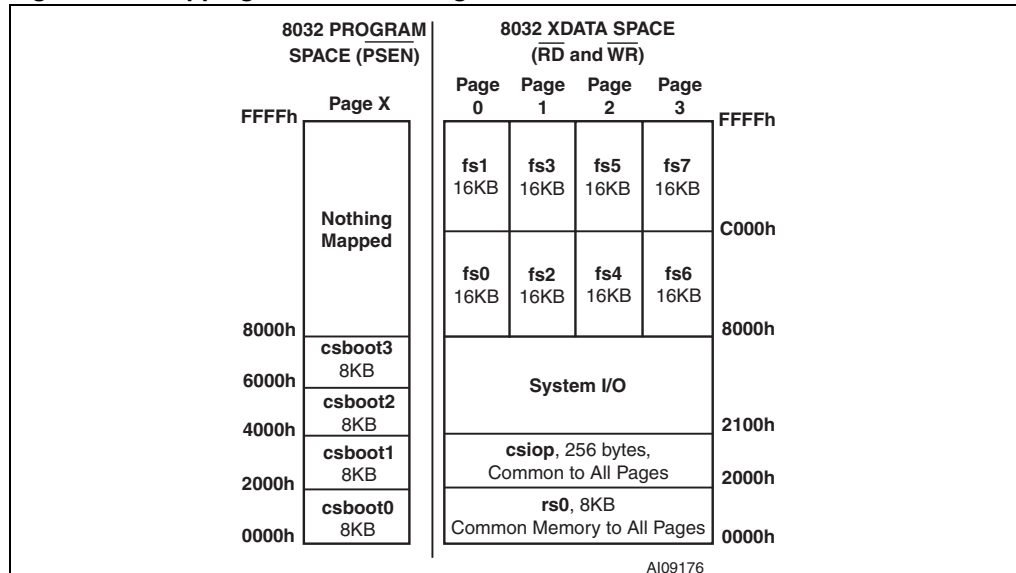 8032 PROGRAM
SPACE (PSEN)
Page X
FFFFh
Nothing
Mapped
8000h
csboot3
8KB
6000h
csboot2
8KB
4000h
csboot1
8KB
2000h
csboot0
8KB
0000h
8032 XDATA SPACE
(RD and WR)
Page
0
Page
1
Page
2
Page
3
FFFFh
fs1
16KB
fs3
16KB
fs5
16KB
fs7
16KB
C000h
fs0
16KB
fs2
16KB
fs4
16KB
fs6
16KB
8000h
System I/O
2100h
csiop, 256 bytes,
Common to All Pages
2000h
rs0, 8KB
Common Memory to All Pages
0000h
AI09176